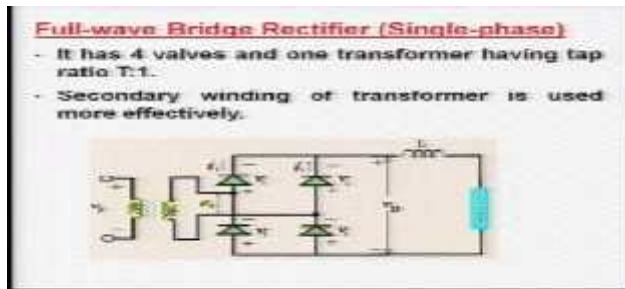 Full-wave Bridge Rectifier (Single-phase)
- It has 4 valves and one transformer having tap
ratio T:1.
- Secondary winding of transformer is used
more effectively.